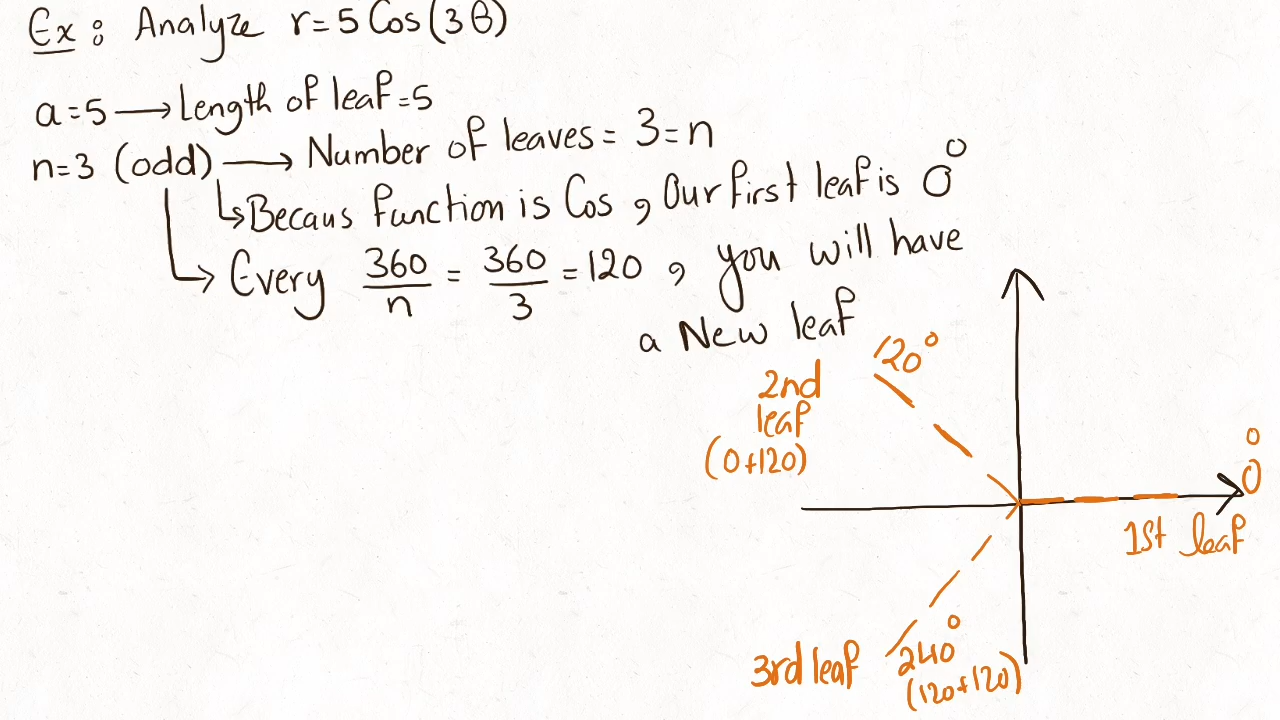 Ex : Analyze r = 5 Cos(3θ)
a = 5 → Length of leaf = 5
n = 3 (odd) → Number of leaves = 3 = n
↳ Becaus function is Cos , Our first leaf is 0°
↳ Every 360/n = 360/3 = 120 , you will have
a New leaf
120°
2nd
leaf
(0+120)
0°
1st leaf
3rd leaf 240°
(120+120)